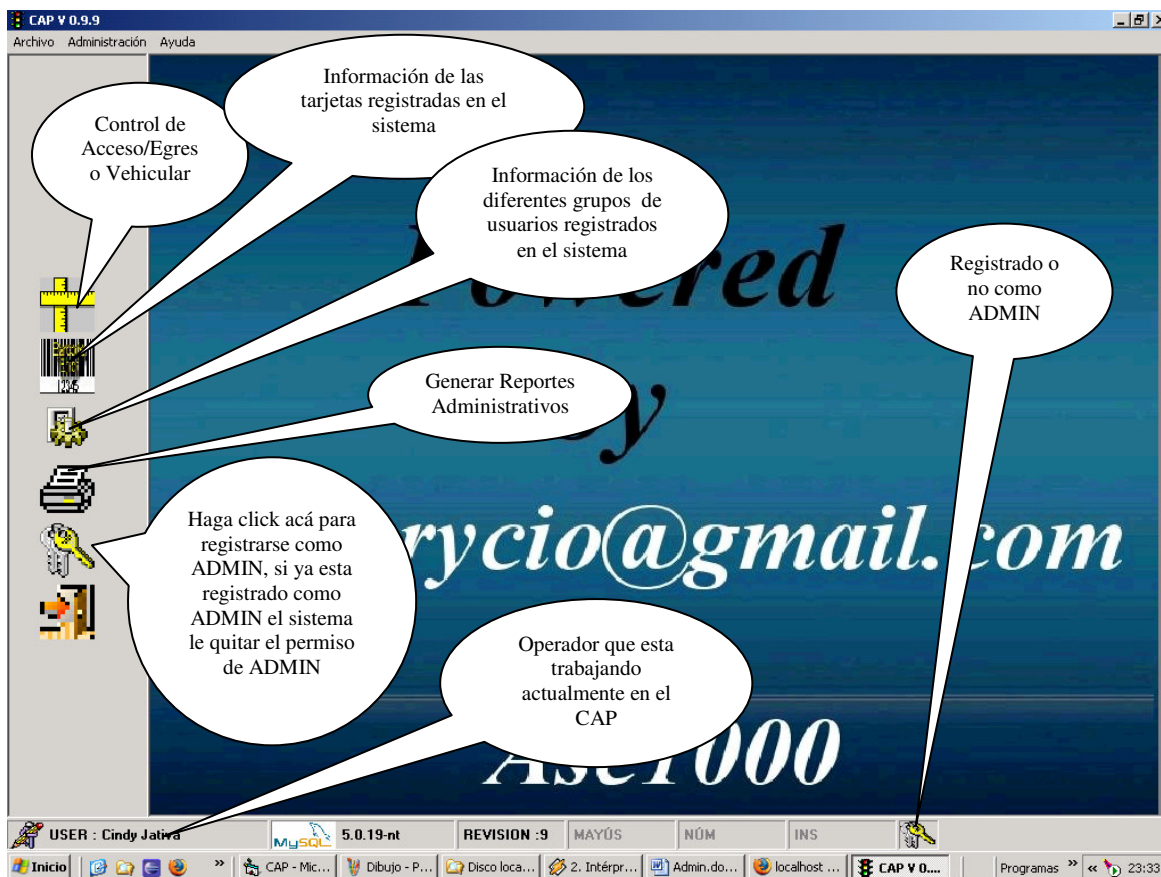 CAP V 0.9.9
Archivo Administración Ayuda
Información de las
tarjetas registradas en el
sistema
Control de
Acceso/Egres
o Vehicular
Información de los
diferentes grupos de
usuarios registrados
en el sistema
Registrado o
no como
ADMIN
Generar Reportes
Administrativos
Haga click acá para
registrarse como
ADMIN, si ya esta
registrado como
ADMIN el sistema
le quitar el permiso
de ADMIN
Operador que esta
trabajando
actualmente en el
CAP
Powered
by
rycio@gmail.com
Asc1000
12345
USER : Cindy Jativa MySQL 5.0.19-nt REVISION :9 MAYÚS NÚM INS
Inicio » CAP - Mic... Dibujo - P... Disco loca... 2. Intérpr... Admin.do... localhost ... CAP V 0.... Programas » « 23:33